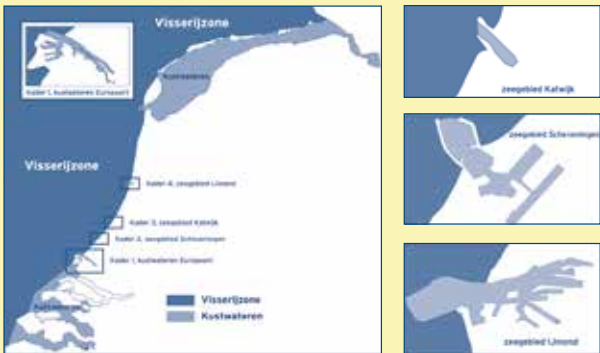 Visserijzone
Kustwateren
Kader 1, kustwateren Europoort
Visserijzone
Kader 4, zeegebied IJmond
Kader 3, zeegebied Katwijk
Kader 2, zeegebied Scheveningen
Kader 1, kustwateren Europoort
Kustwateren
Visserijzone
Kustwateren
zeegebied Katwijk
zeegebied Scheveningen
zeegebied IJmond